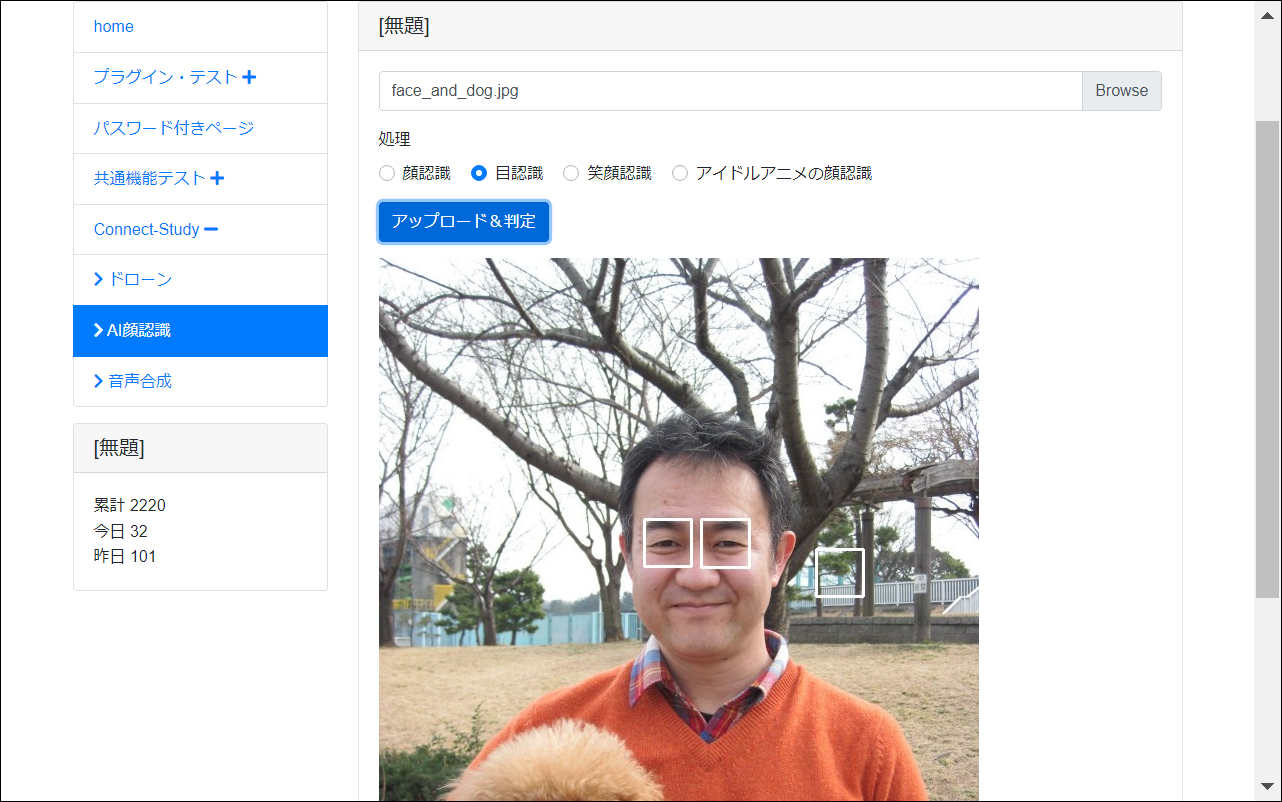 home
プラグイン・テスト
パスワード付きページ
共通機能テスト
Connect-Study
ドローン
AI顔認識
音声合成
[無題]
累計 2220
今日 32
昨日 101
[無題]
face_and_dog.jpg Browse
処理
顔認識 目認識 笑顔認識 アイドルアニメの顔認識
アップロード＆判定